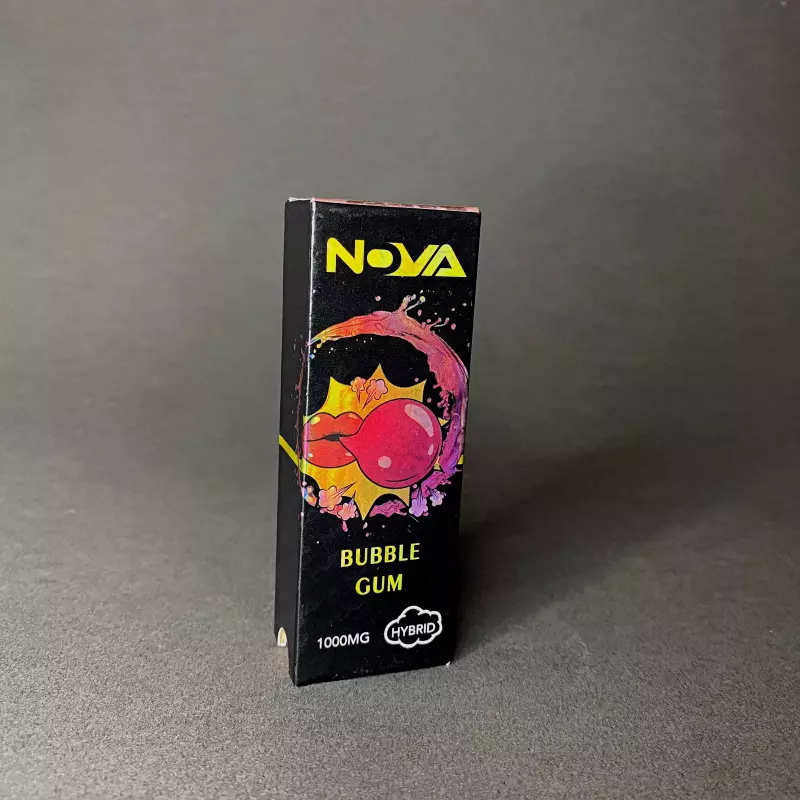 NOVA
BUBBLE
GUM
1000MG HYBRID